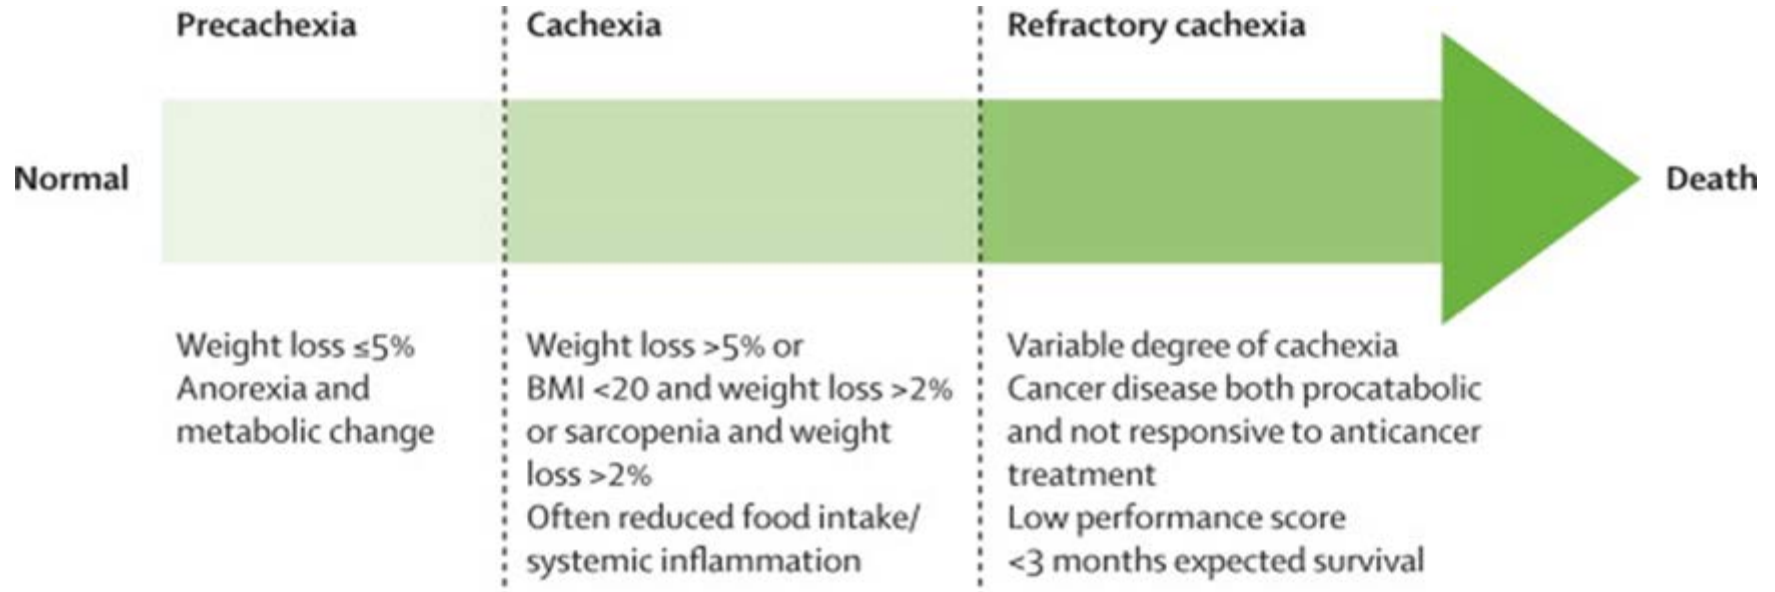 Precachexia
Cachexia
Refractory cachexia
Normal
Death
Weight loss ≤5%
Anorexia and
metabolic change
Weight loss >5% or
BMI <20 and weight loss >2%
or sarcopenia and weight
loss >2%
Often reduced food intake/
systemic inflammation
Variable degree of cachexia
Cancer disease both procatabolic
and not responsive to anticancer
treatment
Low performance score
<3 months expected survival